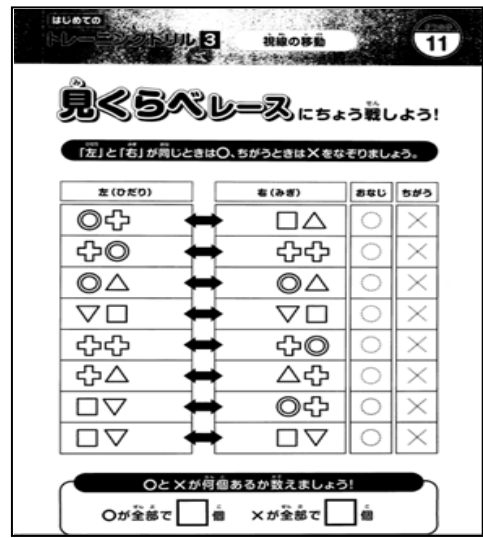 はじめての
トレーニングドリル3
視線の移動
11
見くらべレースにちょう戦しよう!
「左」と「右」が同じときは〇、ちがうときは×をなぞりましょう。
左(ひだり) 右(みぎ) おなじ ちがう
◎✚ ⬌ □△ ○ ×
✚◎ ⬌ ✚✚ ○ ×
◎△ ⬌ ◎△ ○ ×
▽□ ⬌ ▽□ ○ ×
✚✚ ⬌ ✚◎ ○ ×
✚△ ⬌ △✚ ○ ×
□▽ ⬌ ◎✚ ○ ×
□▽ ⬌ □▽ ○ ×
〇と×が何個あるか数えましょう!
〇が全部で□個 ×が全部で□個